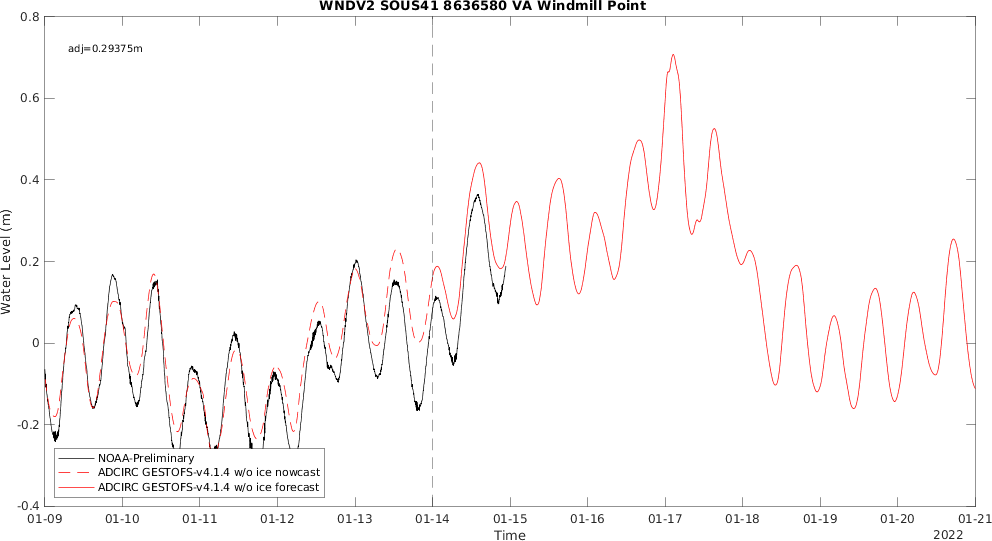 WNDV2 SOUS41 8636580 VA Windmill Point
adj=0.29375m
Water Level (m)
0.8
0.6
0.4
0.2
0
-0.2
-0.4
NOAA-Preliminary
ADCIRC GESTOFS-v4.1.4 w/o ice nowcast
ADCIRC GESTOFS-v4.1.4 w/o ice forecast
01-09 01-10 01-11 01-12 01-13 01-14 01-15 01-16 01-17 01-18 01-19 01-20 01-21
Time
2022